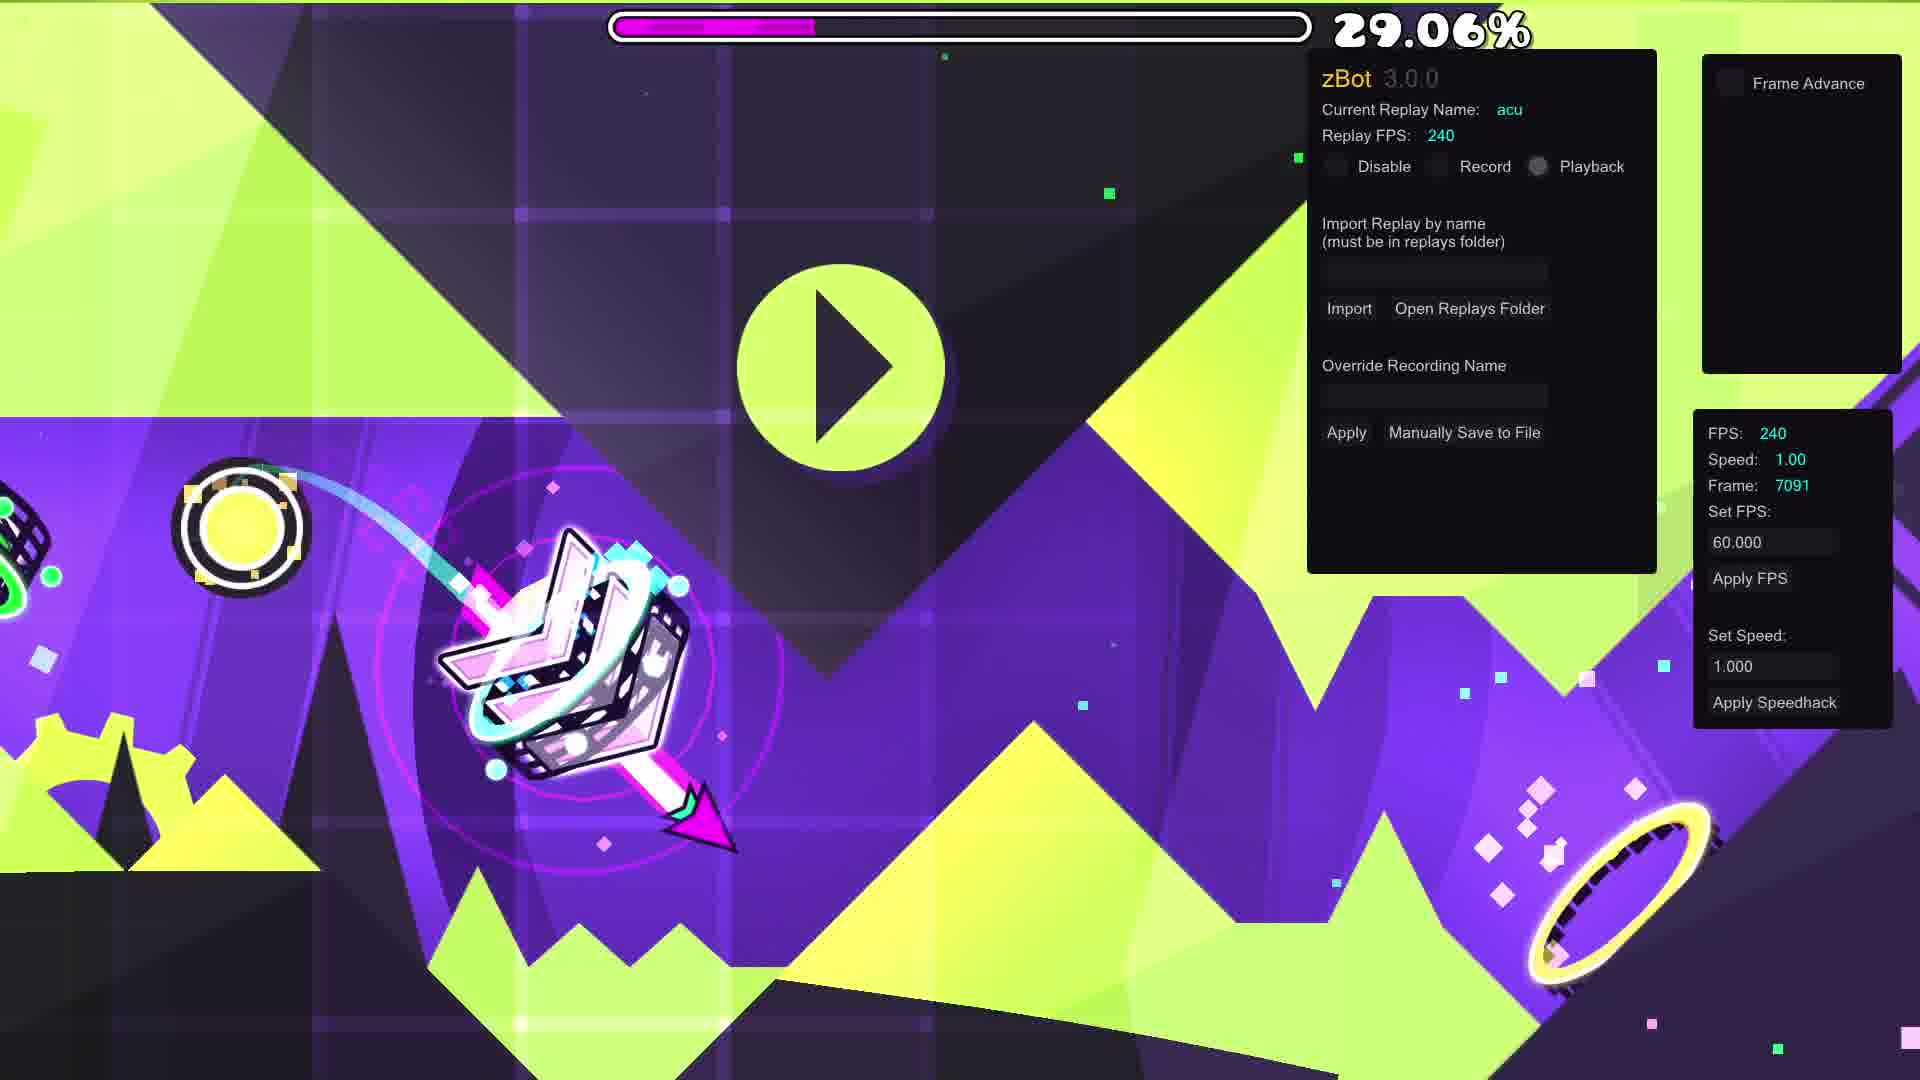 29.06%
zBot 3.0.0
Current Replay Name: acu
Replay FPS: 240
Disable Record Playback
Import Replay by name
(must be in replays folder)
Import Open Replays Folder
Override Recording Name
Apply Manually Save to File
Frame Advance
FPS: 240
Speed: 1.00
Frame: 7091
Set FPS:
60.000
Apply FPS
Set Speed:
1.000
Apply Speedhack